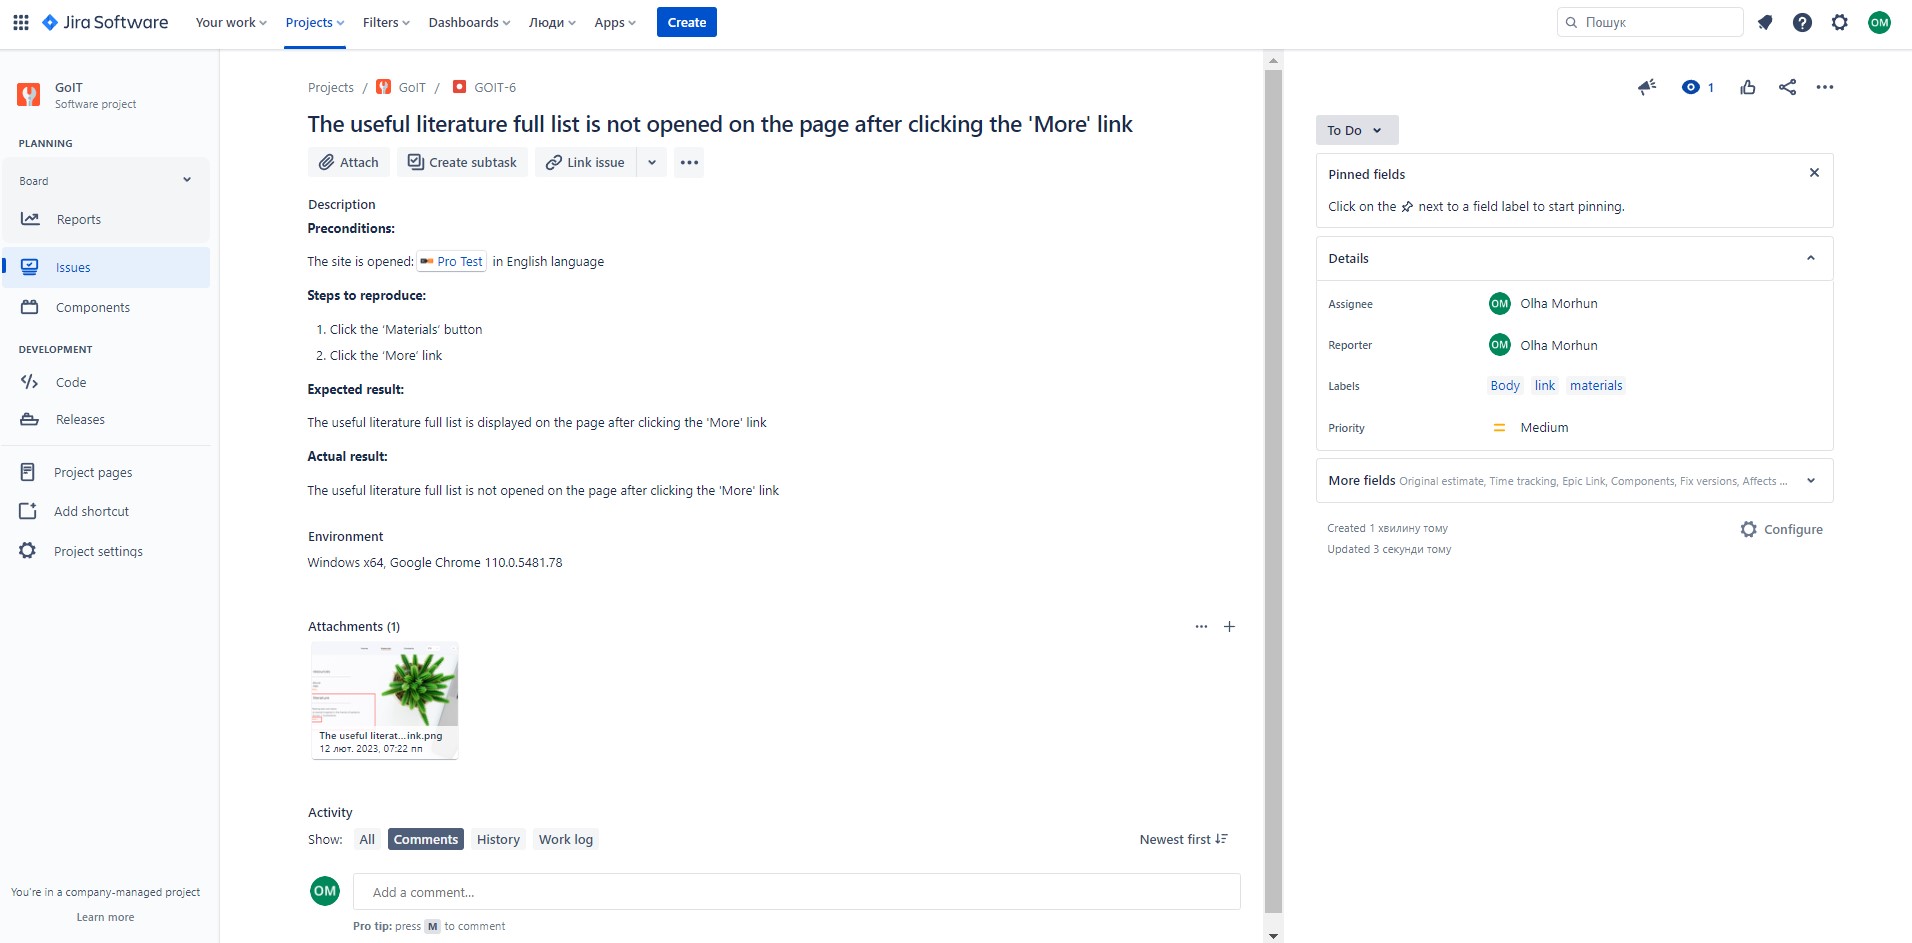 Jira Software Your work Projects Filters Dashboards Люди Apps Create Пошук OM
GoIT
Software project
PLANNING
Board
Reports
Issues
Components
DEVELOPMENT
Code
Releases
Project pages
Add shortcut
Project settings
You're in a company-managed project
Learn more
Projects / GoIT / GOIT-6
The useful literature full list is not opened on the page after clicking the 'More' link
Attach Create subtask Link issue
Description
Preconditions:
The site is opened: Pro Test in English language
Steps to reproduce:
1. Click the ‘Materials’ button
2. Click the ‘More’ link
Expected result:
The useful literature full list is displayed on the page after clicking the 'More' link
Actual result:
The useful literature full list is not opened on the page after clicking the 'More' link
Environment
Windows x64, Google Chrome 110.0.5481.78
Attachments (1)
The useful literat...ink.png
12 лют. 2023, 07:22 пп
Activity
Show: All Comments History Work log Newest first
OM Add a comment...
Pro tip: press M to comment
1
To Do
Pinned fields
Click on the next to a field label to start pinning.
Details
Assignee OM Olha Morhun
Reporter OM Olha Morhun
Labels Body link materials
Priority Medium
More fields Original estimate, Time tracking, Epic Link, Components, Fix versions, Affects ...
Created 1 хвилину тому
Updated 3 секунди тому
Configure